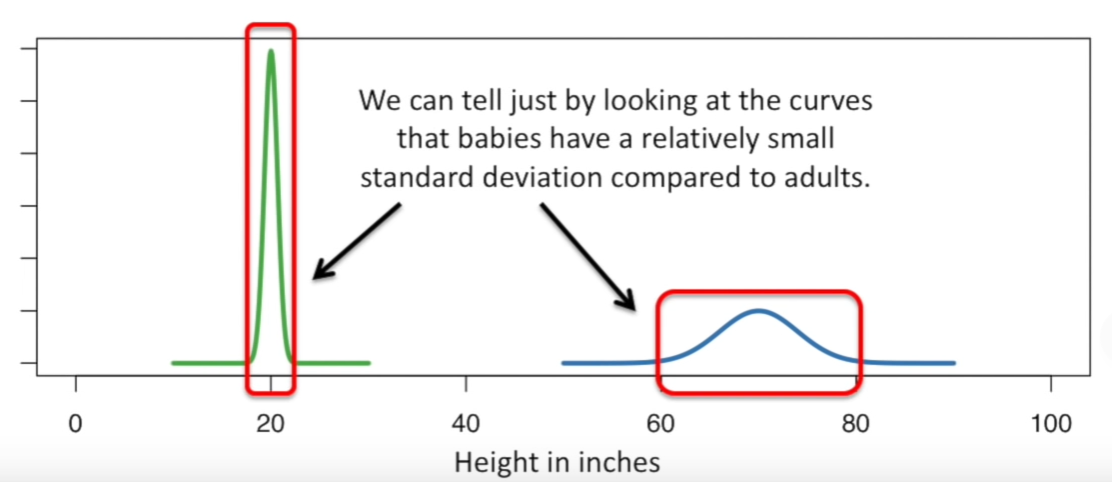 We can tell just by looking at the curves
that babies have a relatively small
standard deviation compared to adults.
0 20 40 60 80 100
Height in inches